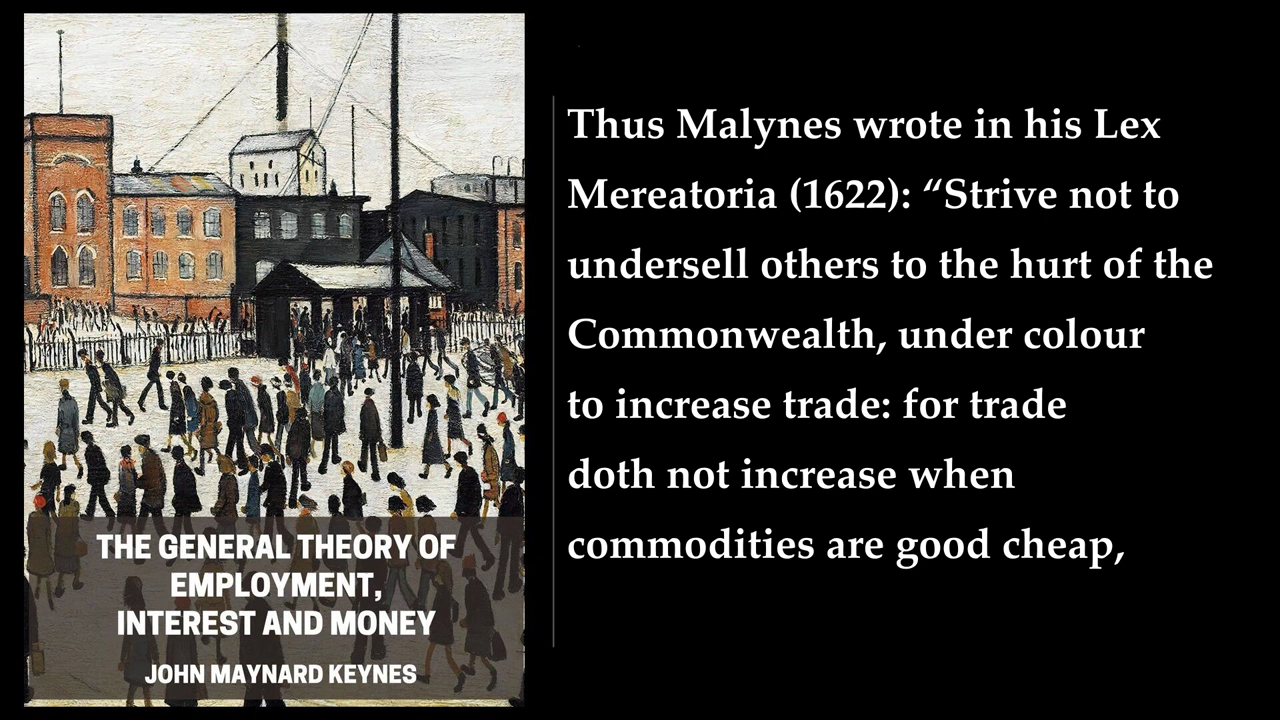 Thus Malynes wrote in his Lex
Mereatoria (1622): “Strive not to
undersell others to the hurt of the
Commonwealth, under colour
to increase trade: for trade
doth not increase when
commodities are good cheap,
THE GENERAL THEORY OF
EMPLOYMENT,
INTEREST AND MONEY
JOHN MAYNARD KEYNES